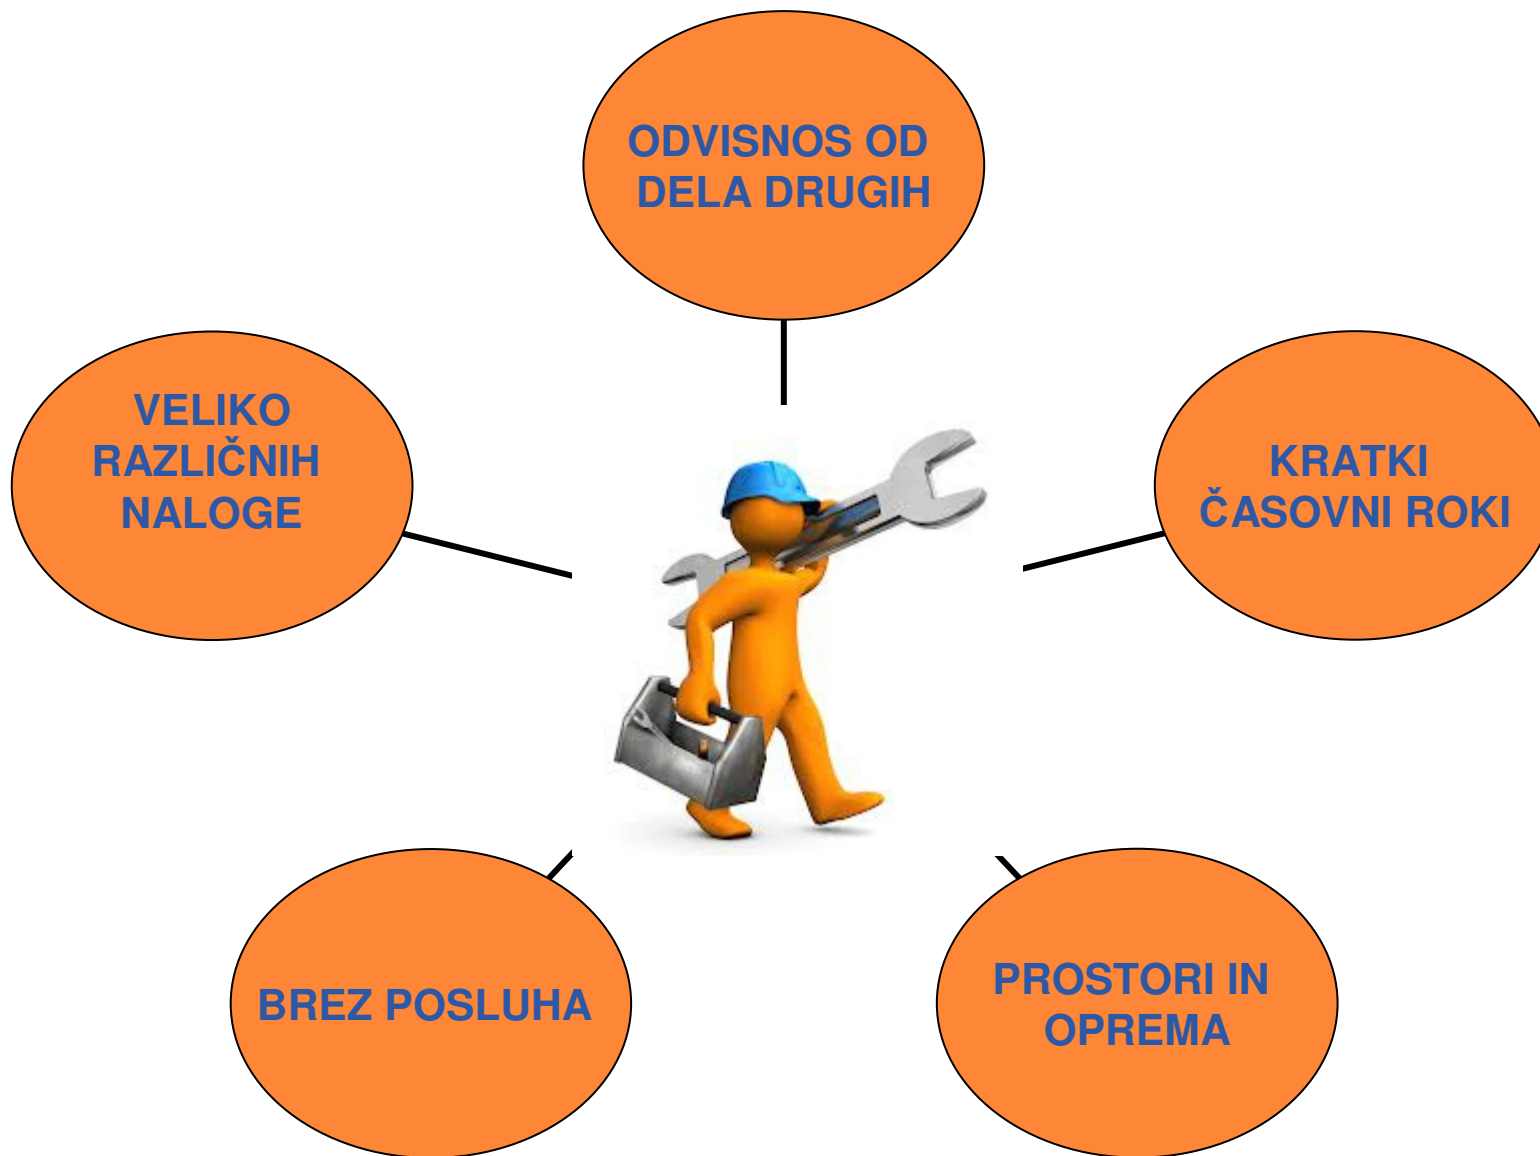 ODVISNOS OD
DELA DRUGIH
VELIKO
RAZLIČNIH
NALOGE
KRATKI
ČASOVNI ROKI
BREZ POSLUHA
PROSTORI IN
OPREMA